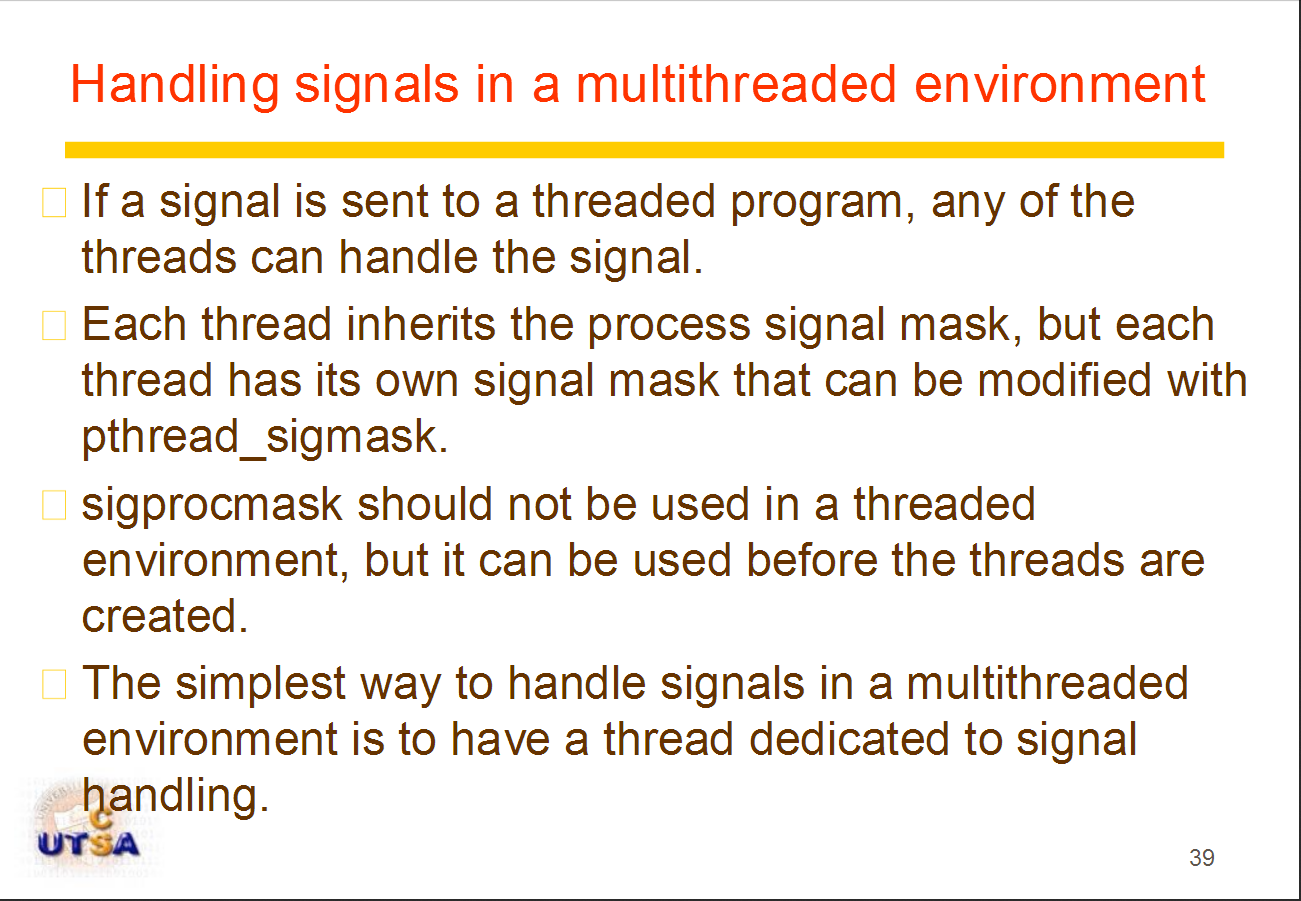 Handling signals in a multithreaded environment
If a signal is sent to a threaded program, any of the
threads can handle the signal.
Each thread inherits the process signal mask, but each
thread has its own signal mask that can be modified with
pthread_sigmask.
sigprocmask should not be used in a threaded
environment, but it can be used before the threads are
created.
The simplest way to handle signals in a multithreaded
environment is to have a thread dedicated to signal
handling.
C
UTSA
39